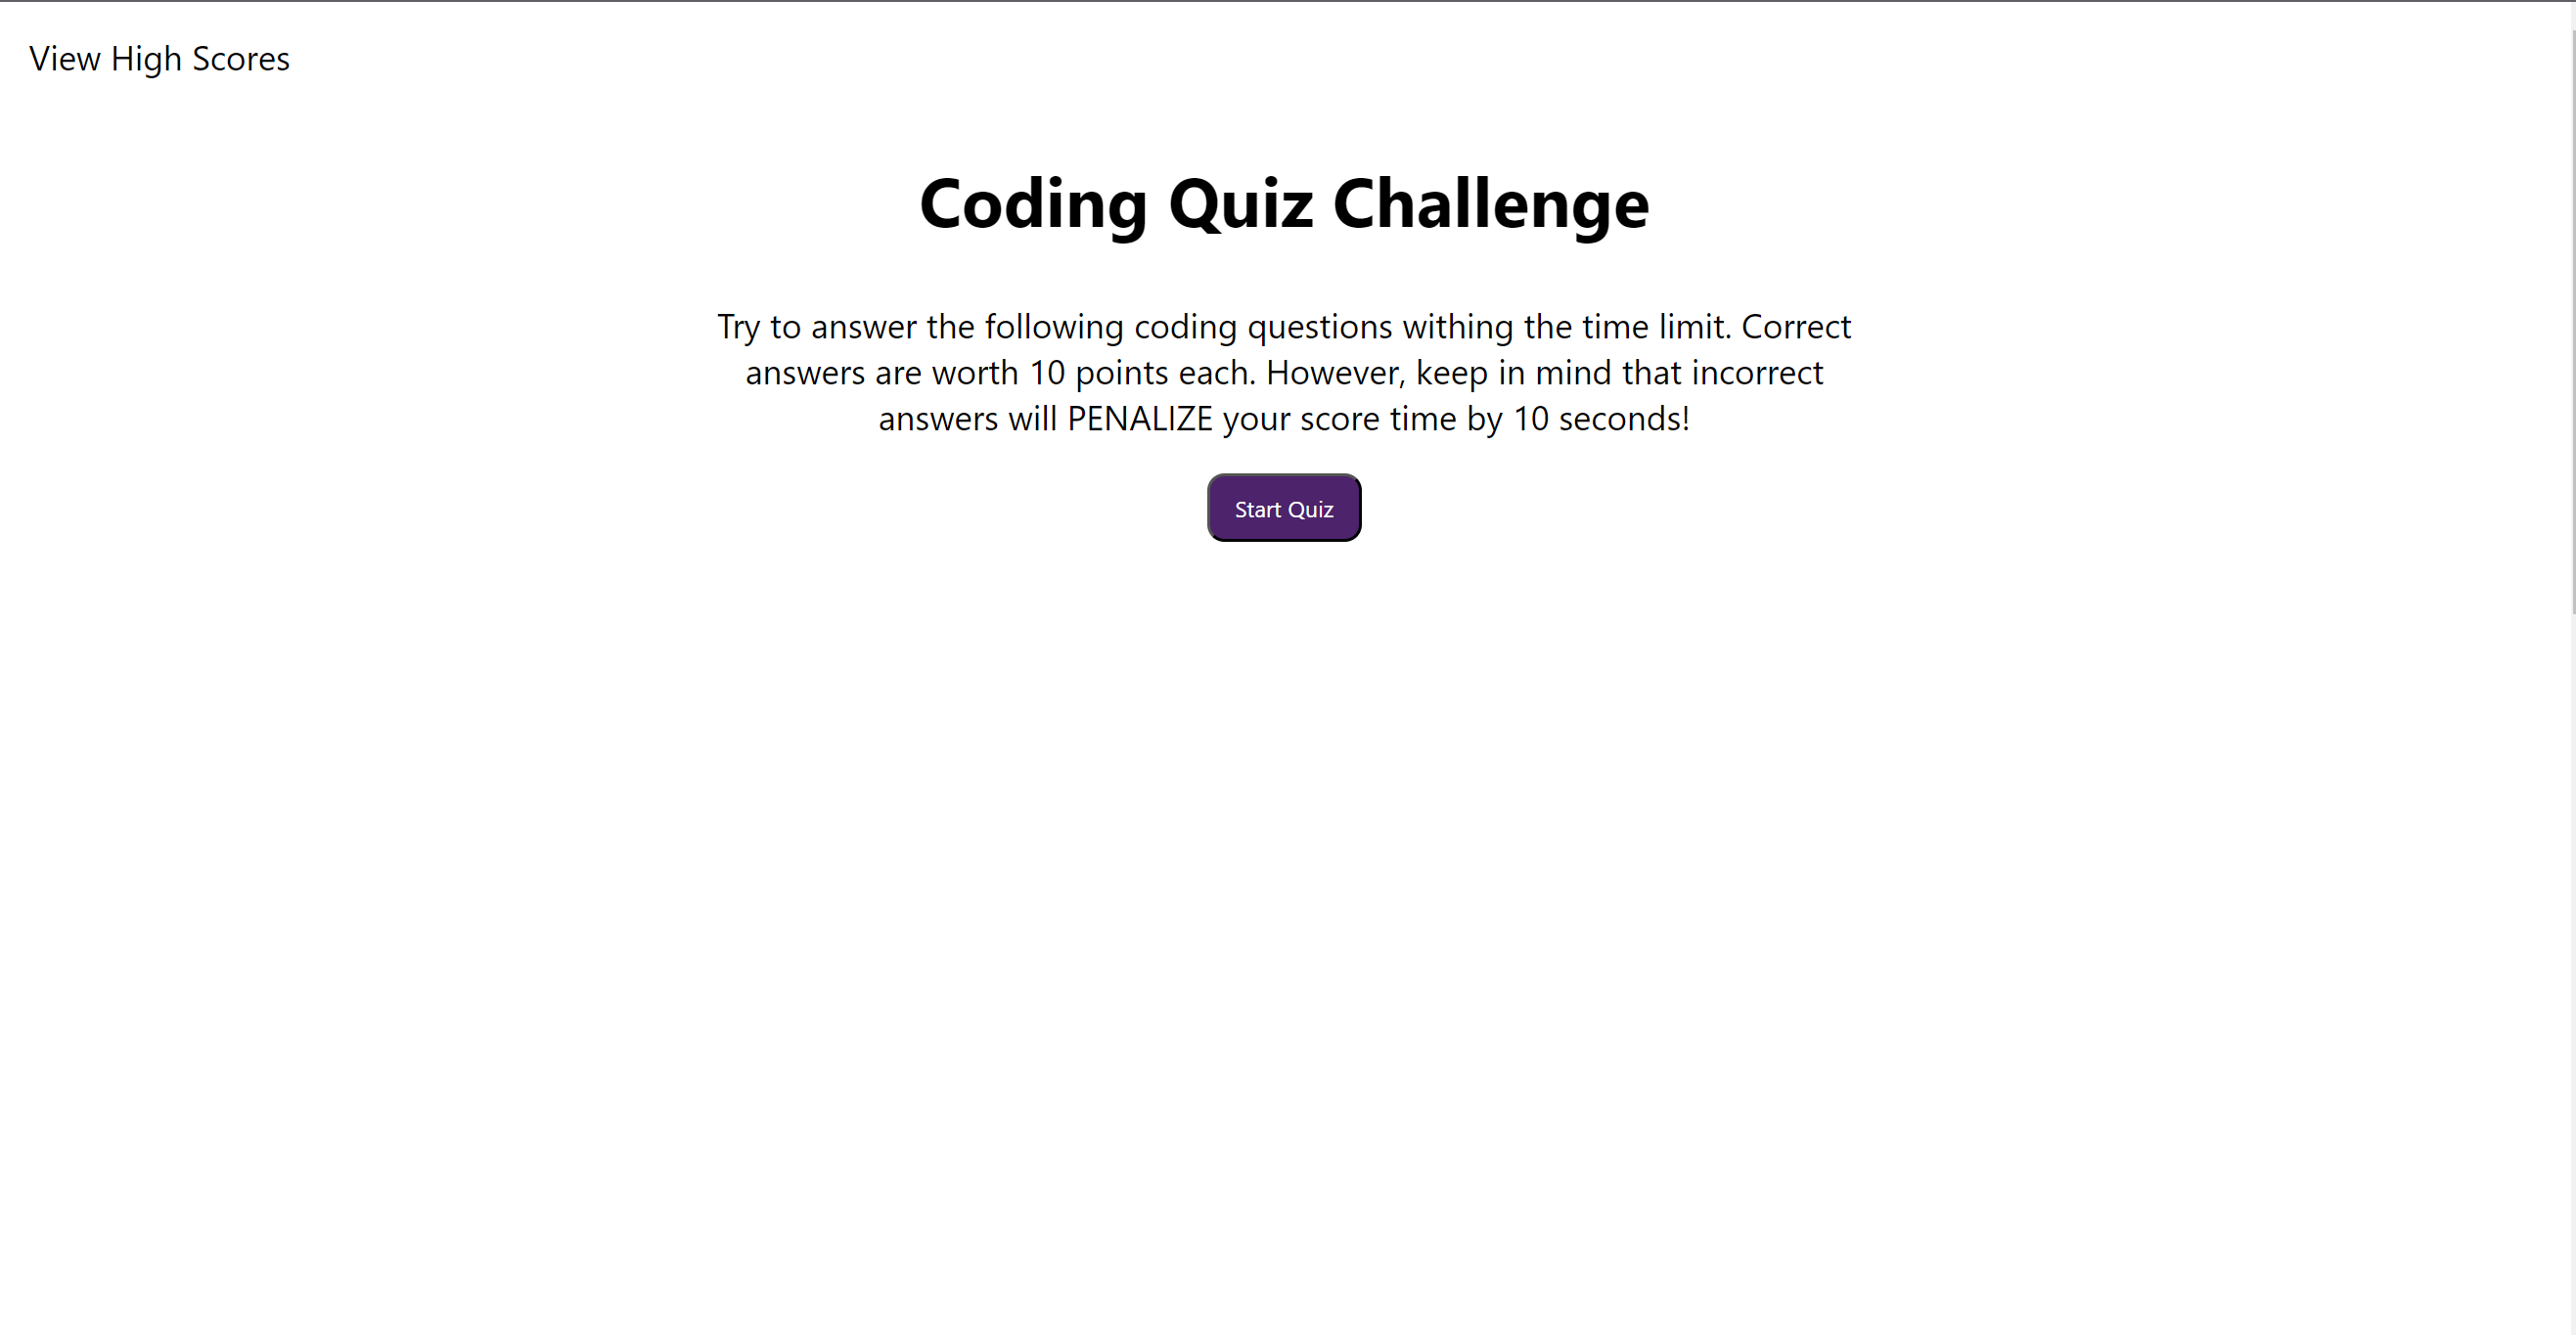 View High Scores
Coding Quiz Challenge
Try to answer the following coding questions withing the time limit. Correct
answers are worth 10 points each. However, keep in mind that incorrect
answers will PENALIZE your score time by 10 seconds!
Start Quiz